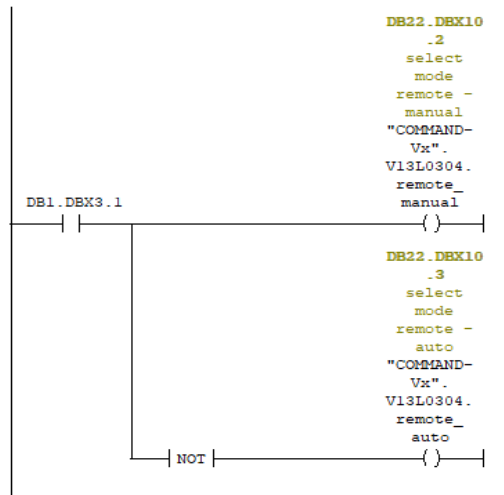 DB22.DBX10
.2
select
mode
remote -
manual
"COMMAND-
Vx".
V13L0304.
remote_
manual
DB1.DBX3.1
DB22.DBX10
.3
select
mode
remote -
auto
"COMMAND-
Vx".
V13L0304.
remote_
auto
NOT